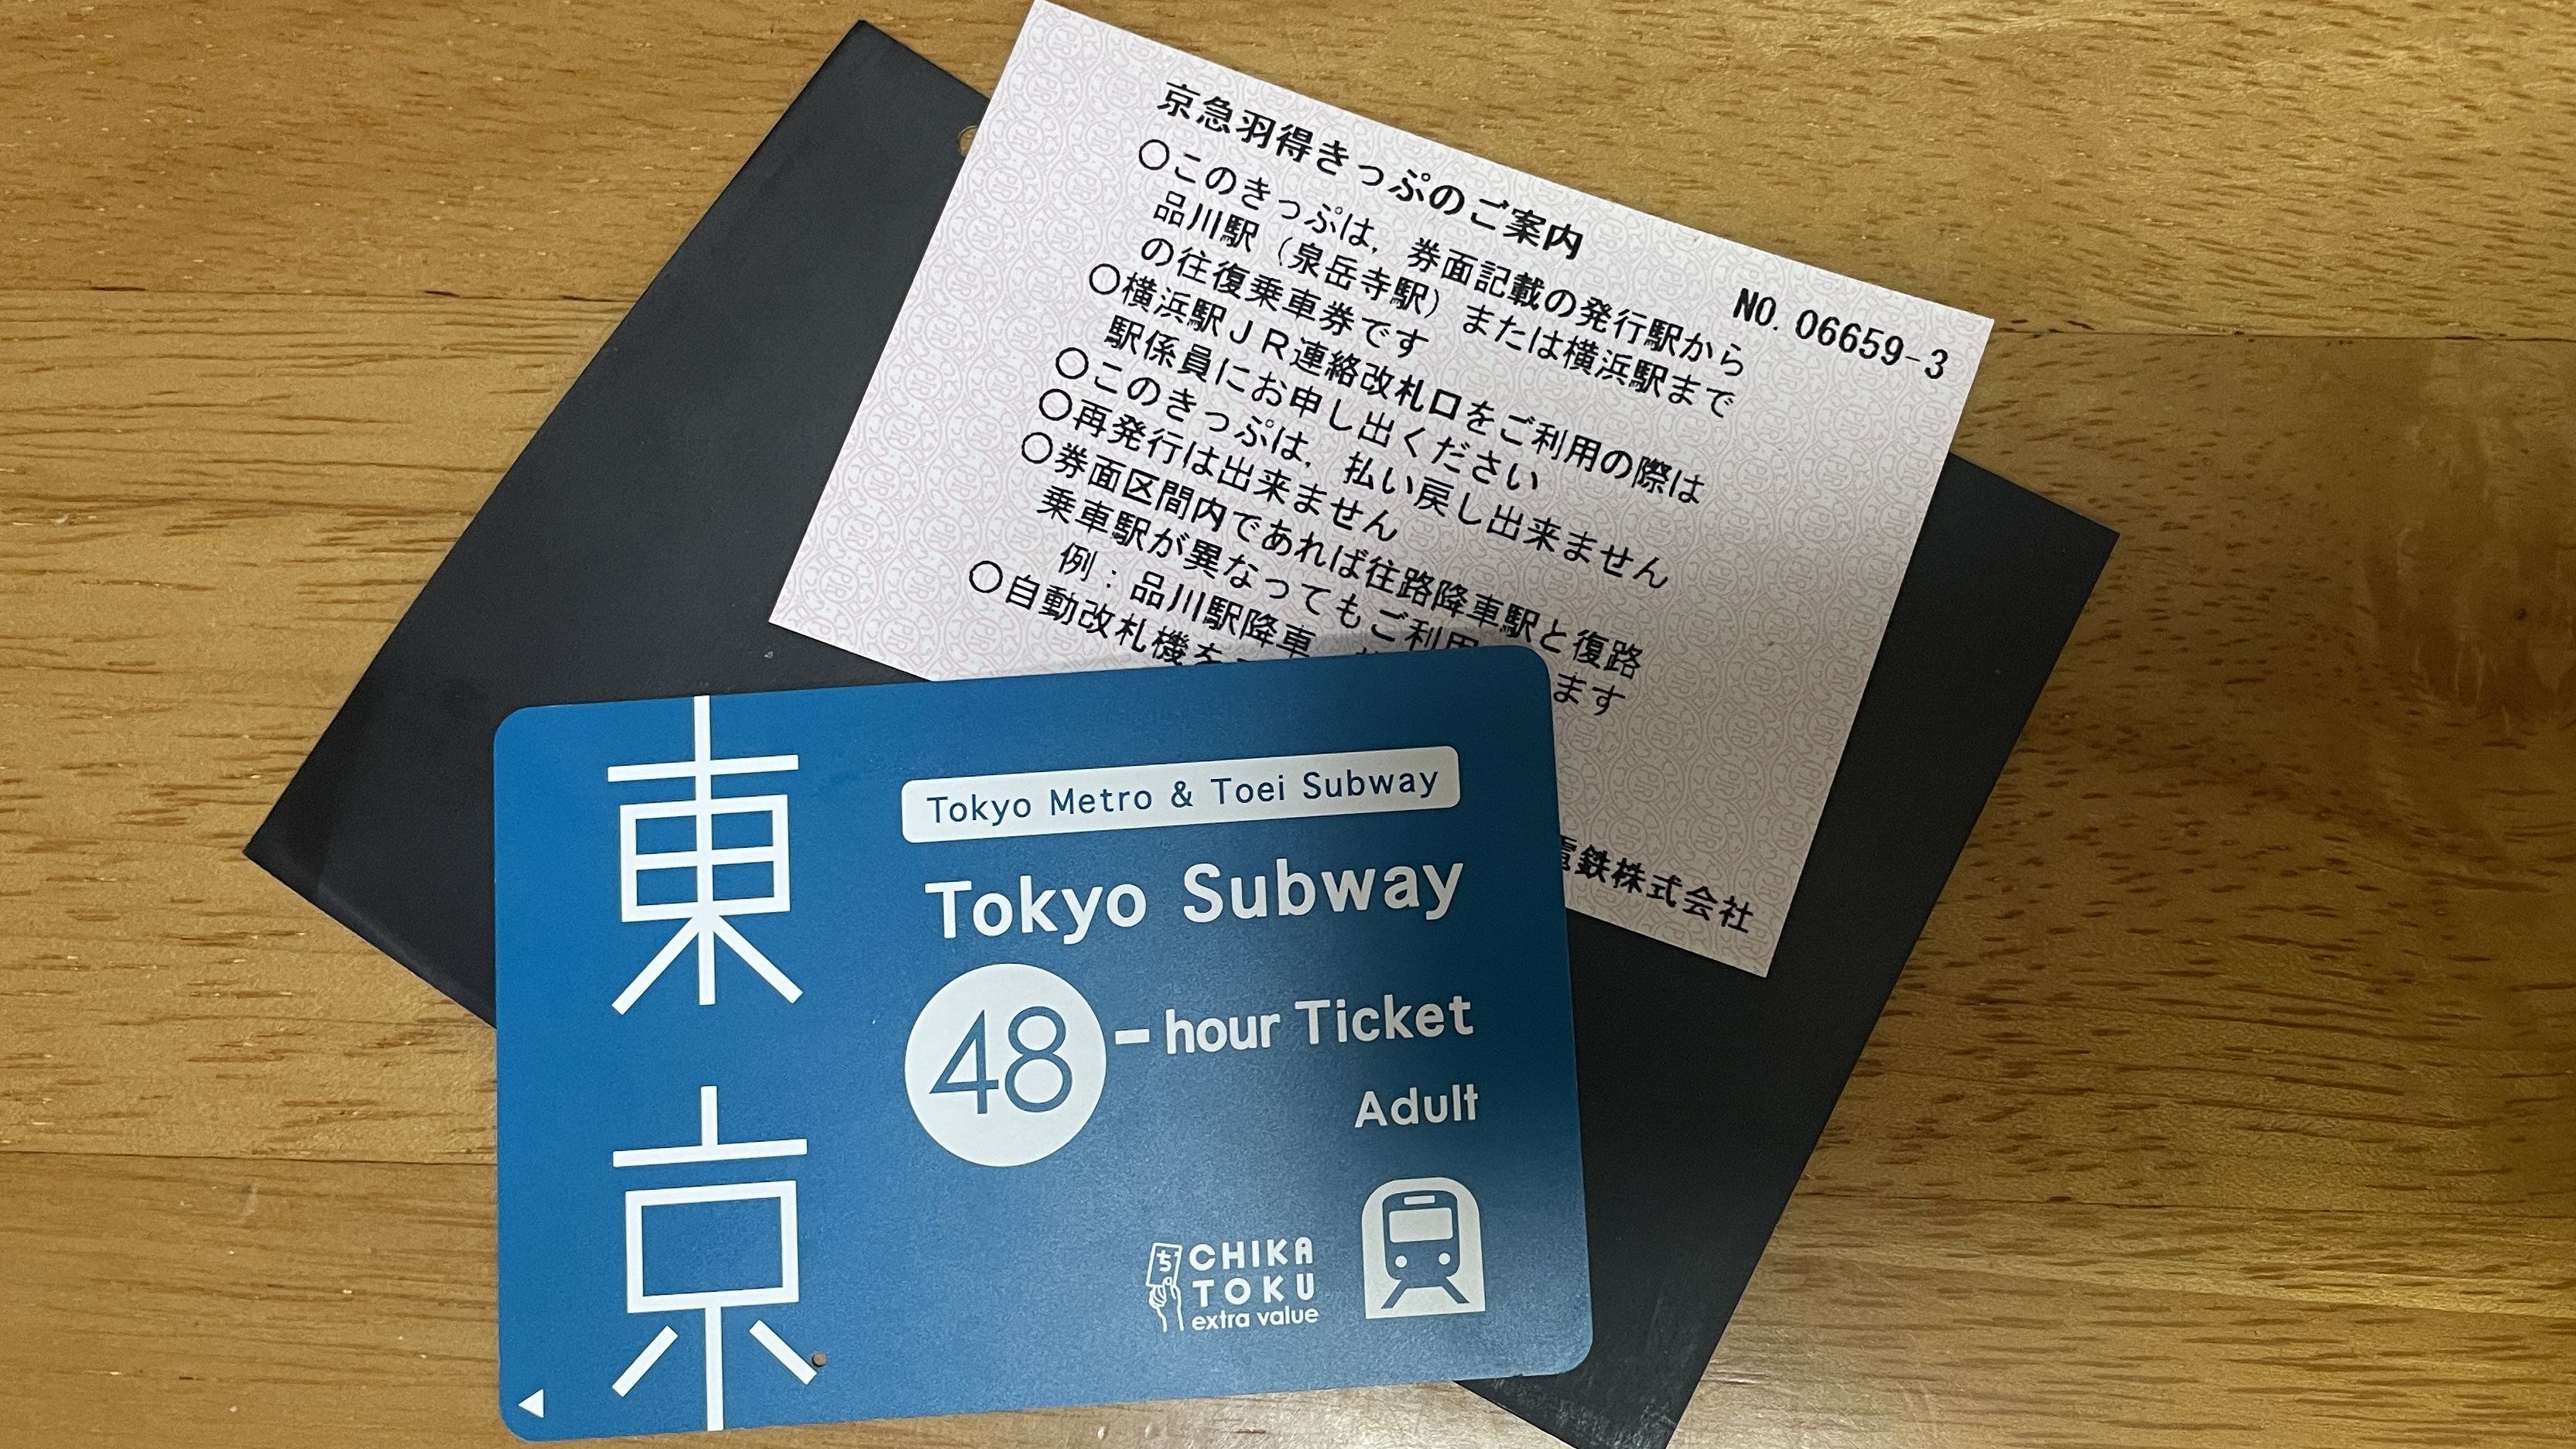 京急羽得きっぷのご案内
NO. 06659-3
○このきっぷは，券面記載の発行駅から
品川駅（泉岳寺駅）または横浜駅まで
の往復乗車券です
○横浜駅ＪＲ連絡改札口をご利用の際は
駅係員にお申し出ください
○このきっぷは，払い戻し出来ません
○再発行は出来ません
○券面区間内であれば往路降車駅と復路
乗車駅が異なってもご利用 ます
例：品川駅降車
○自動改札機を
電鉄株式会社
東京
Tokyo Metro & Toei Subway
Tokyo Subway
48-hour Ticket
Adult
ち
CHIKA
TOKU
extra value